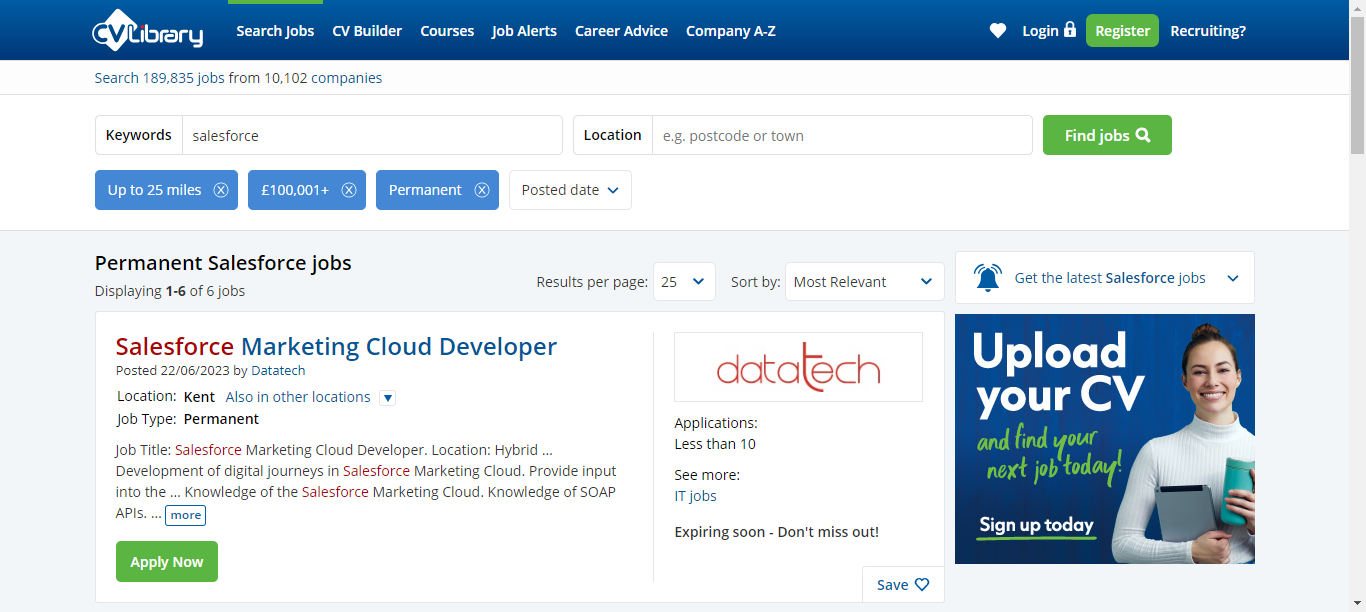 CVLibrary
Search Jobs CV Builder Courses Job Alerts Career Advice Company A-Z Login Register Recruiting?
Search 189,835 jobs from 10,102 companies
Keywords salesforce Location e.g. postcode or town Find jobs
Up to 25 miles £100,001+ Permanent Posted date
Permanent Salesforce jobs
Displaying 1-6 of 6 jobs
Results per page: 25 Sort by: Most Relevant
Salesforce Marketing Cloud Developer
Posted 22/06/2023 by Datatech
Location: Kent Also in other locations
Job Type: Permanent
Job Title: Salesforce Marketing Cloud Developer. Location: Hybrid ...
Development of digital journeys in Salesforce Marketing Cloud. Provide input
into the ... Knowledge of the Salesforce Marketing Cloud. Knowledge of SOAP
APIs. ... more
Apply Now
datatech
Applications:
Less than 10
See more:
IT jobs
Expiring soon - Don't miss out!
Save
Get the latest Salesforce jobs
Upload
your CV
and find your
next job today!
Sign up today